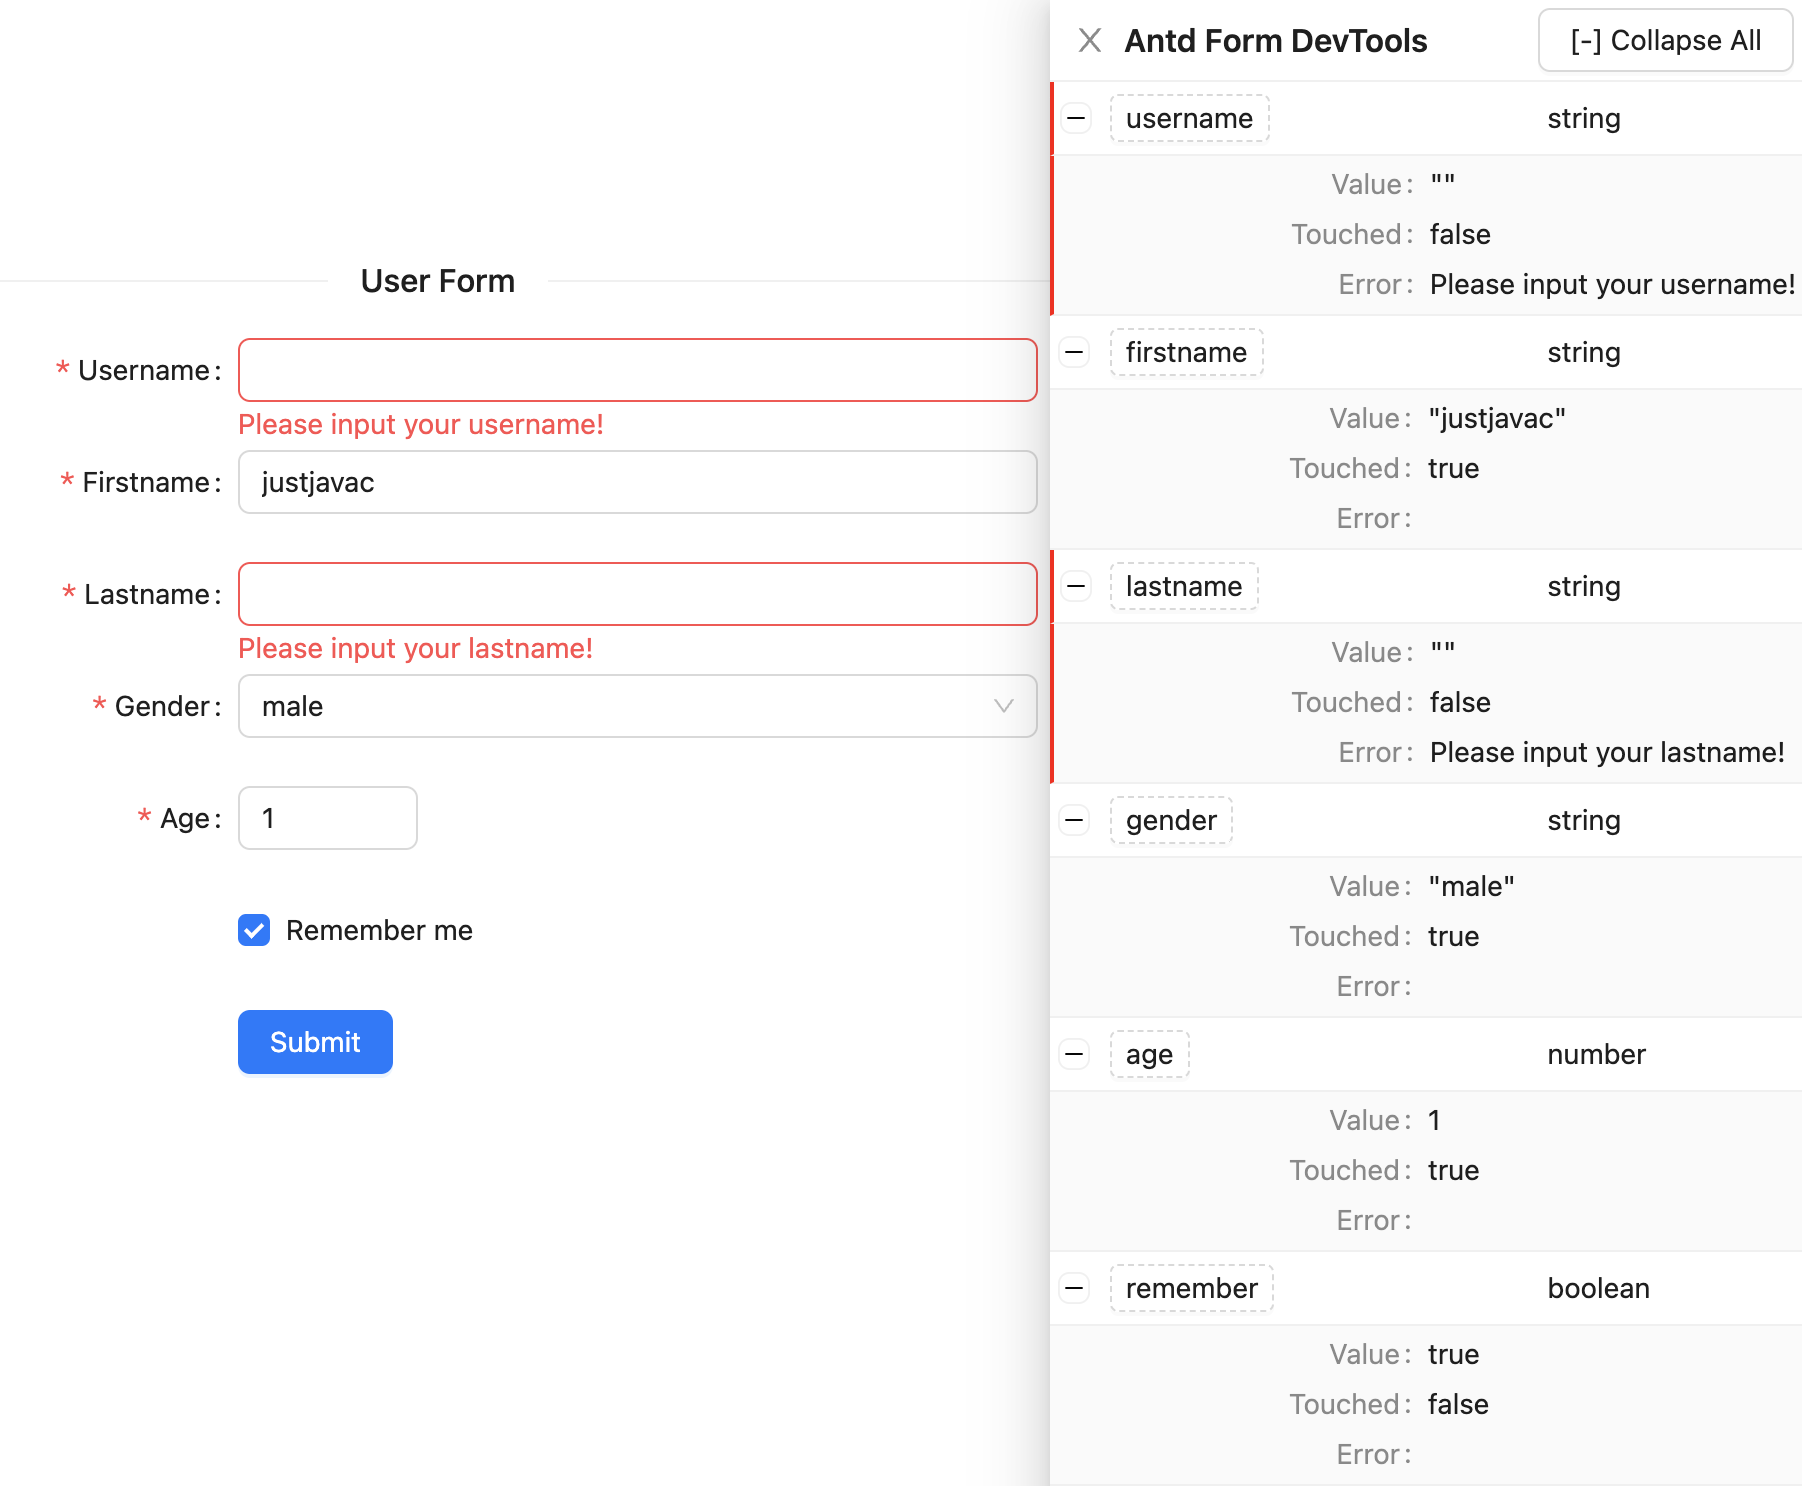 User Form
* Username:
Please input your username!
* Firstname: justjavac
* Lastname:
Please input your lastname!
* Gender: male
* Age: 1
Remember me
Submit
Antd Form DevTools [-] Collapse All
username string
Value: ""
Touched: false
Error: Please input your username!
firstname string
Value: "justjavac"
Touched: true
Error:
lastname string
Value: ""
Touched: false
Error: Please input your lastname!
gender string
Value: "male"
Touched: true
Error:
age number
Value: 1
Touched: true
Error:
remember boolean
Value: true
Touched: false
Error: